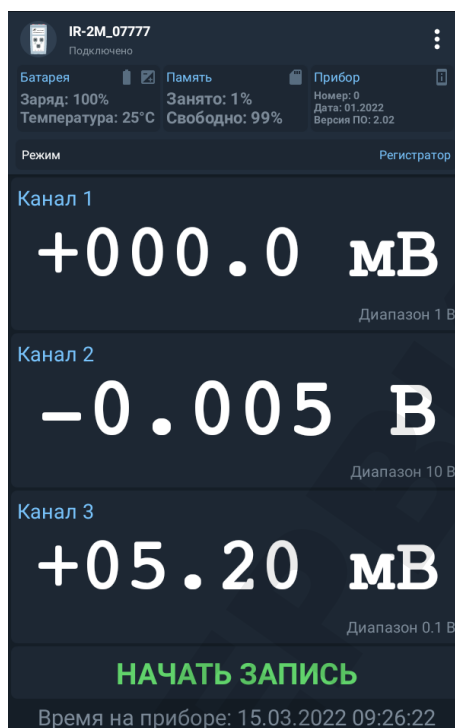 IR-2M_07777
Подключено
Батарея
Заряд: 100%
Температура: 25°C
Память
Занято: 1%
Свободно: 99%
Прибор
Номер: 0
Дата: 01.2022
Версия ПО: 2.02
Режим
Регистратор
Канал 1
+000.0 мВ
Диапазон 1 В
Канал 2
-0.005 В
Диапазон 10 В
Канал 3
+05.20 мВ
Диапазон 0.1 В
НАЧАТЬ ЗАПИСЬ
Время на приборе: 15.03.2022 09:26:22